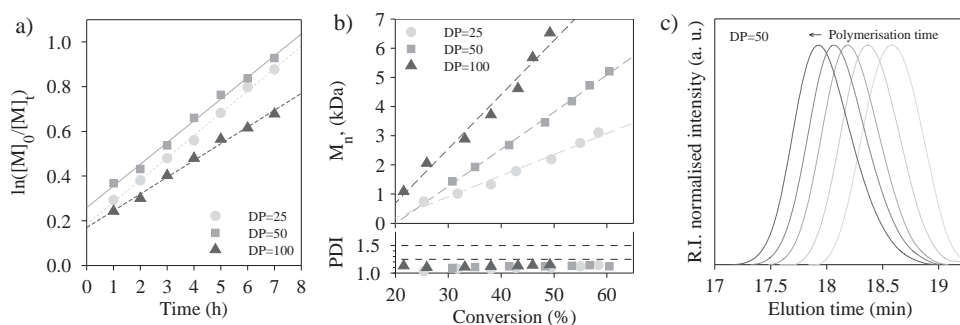 a)
ln([M]0/[M]t)
1.0
0.8
0.6
0.4
0.2
0.0
DP=25
DP=50
DP=100
0 1 2 3 4 5 6 7 8
Time (h)
b)
Mn, (kDa)
7
6
5
4
3
2
1
0
DP=25
DP=50
DP=100
PDI
1.5
1.0
20 30 40 50 60
Conversion (%)
c)
R.I. normalised intensity (a. u.)
DP=50
← Polymerisation time
17 17.5 18 18.5 19
Elution time (min)